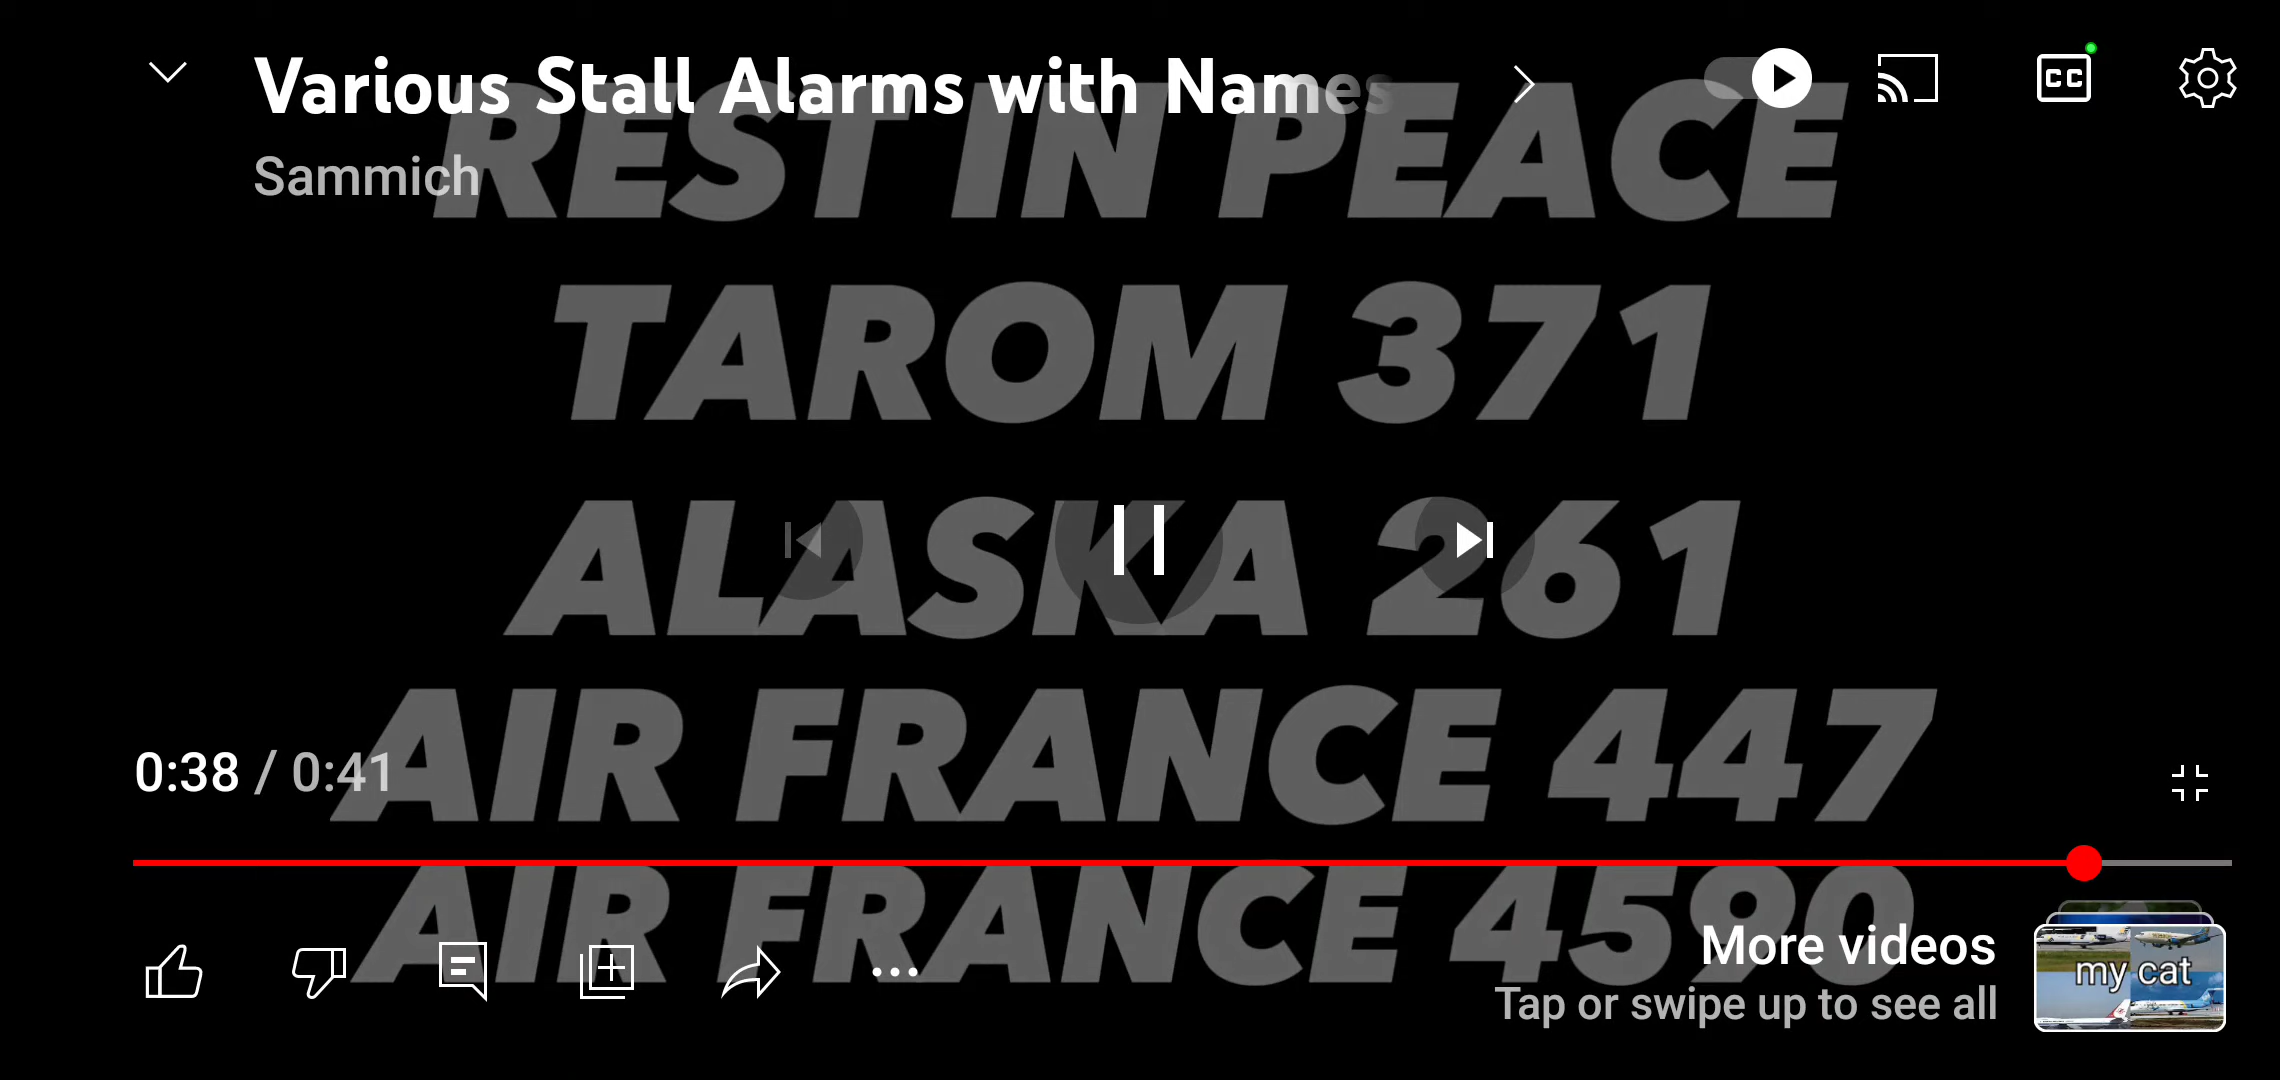 Various Stall Alarms with Names
Sammich
REST IN PEACE
TAROM 371
ALASKA 261
AIR FRANCE 447
0:38 / 0:41
AIR FRANCE 4590
More videos
Tap or swipe up to see all
my cat
CC